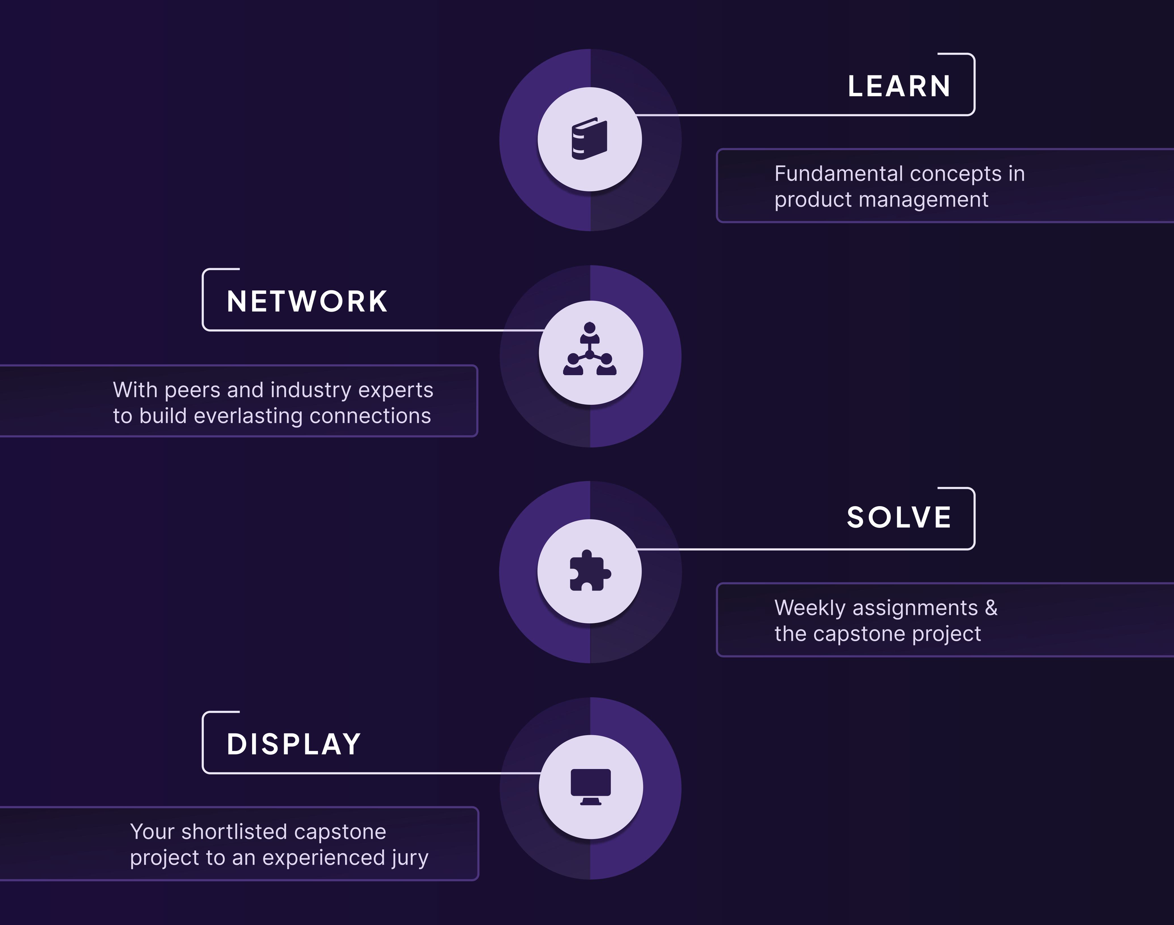 LEARN
Fundamental concepts in
product management
NETWORK
With peers and industry experts
to build everlasting connections
SOLVE
Weekly assignments &
the capstone project
DISPLAY
Your shortlisted capstone
project to an experienced jury